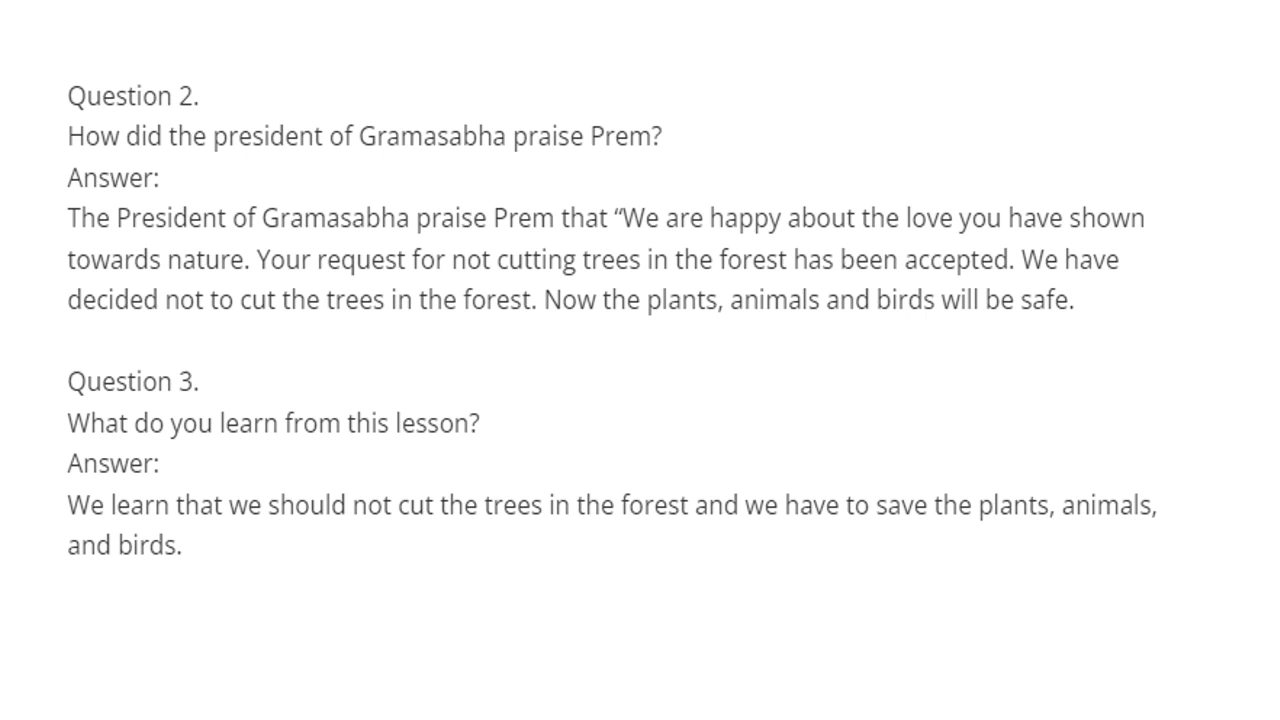 Question 2.
How did the president of Gramasabha praise Prem?
Answer:
The President of Gramasabha praise Prem that “We are happy about the love you have shown
towards nature. Your request for not cutting trees in the forest has been accepted. We have
decided not to cut the trees in the forest. Now the plants, animals and birds will be safe.
Question 3.
What do you learn from this lesson?
Answer:
We learn that we should not cut the trees in the forest and we have to save the plants, animals,
and birds.